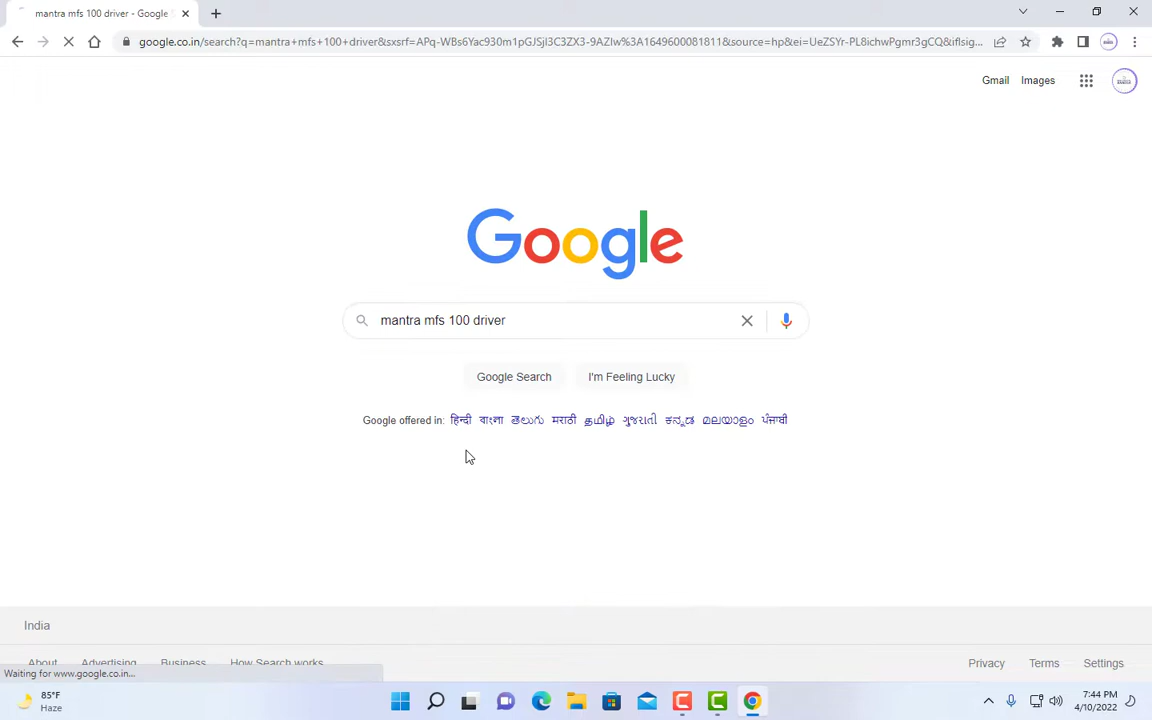 mantra mfs 100 driver - Google
google.co.in/search?q=mantra+mfs+100+driver&sxsrf=APq-WBs6Yac930m1pGJSjI3C3ZX3-9AZIw%3A1649600081811&source=hp&ei=UeZSYr-PL8ichwPgmr3gCQ&iflsig...
Gmail Images
Google
mantra mfs 100 driver
Google Search I'm Feeling Lucky
Google offered in: हिन्दी বাংলা తెలుగు मराठी தமிழ் ગુજરાતી ಕನ್ನಡ മലയാളം ਪੰਜਾਬੀ
India
About Advertising Business How Search works
Privacy Terms Settings
Waiting for www.google.co.in...
85°F
Haze
7:44 PM
4/10/2022